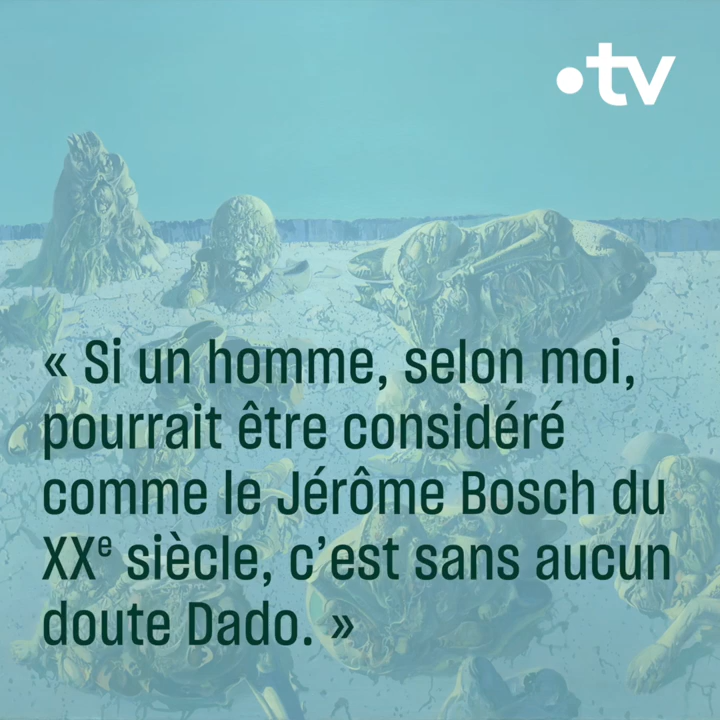 •tv
« Si un homme, selon moi,
pourrait être considéré
comme le Jérôme Bosch du
XXᵉ siècle, c’est sans aucun
doute Dado. »